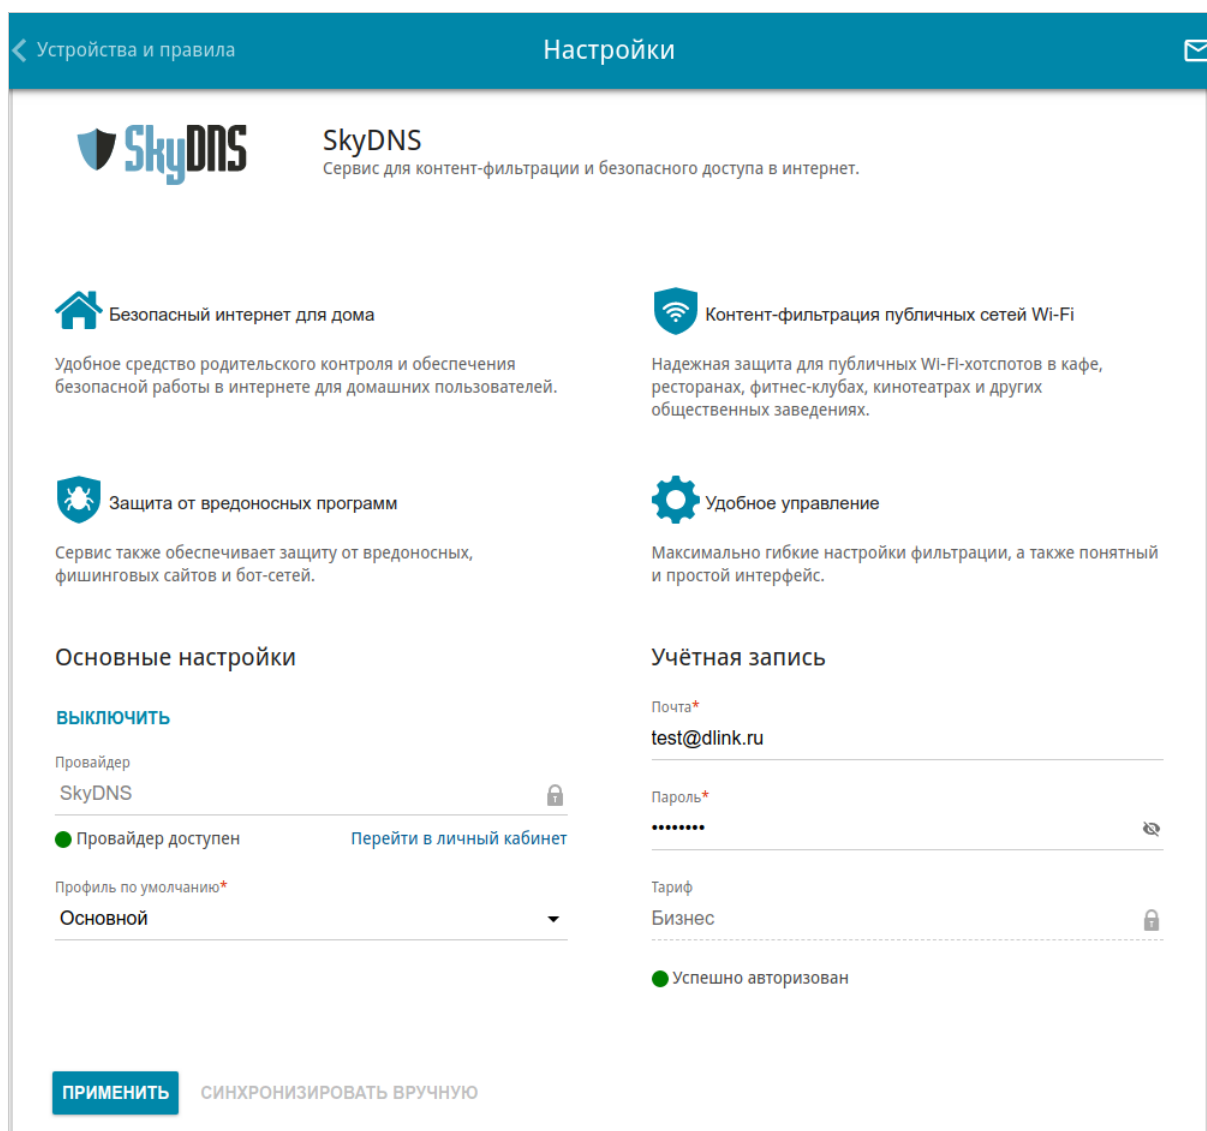 Устройства и правила
Настройки
SkyDNS
SkyDNS
Сервис для контент-фильтрации и безопасного доступа в интернет.
Безопасный интернет для дома
Удобное средство родительского контроля и обеспечения
безопасной работы в интернете для домашних пользователей.
Контент-фильтрация публичных сетей Wi-Fi
Надежная защита для публичных Wi-Fi-хотспотов в кафе,
ресторанах, фитнес-клубах, кинотеатрах и других
общественных заведениях.
Защита от вредоносных программ
Сервис также обеспечивает защиту от вредоносных,
фишинговых сайтов и бот-сетей.
Удобное управление
Максимально гибкие настройки фильтрации, а также понятный
и простой интерфейс.
Основные настройки
ВЫКЛЮЧИТЬ
Провайдер
SkyDNS
Провайдер доступен
Перейти в личный кабинет
Профиль по умолчанию*
Основной
Учётная запись
Почта*
test@dlink.ru
Пароль*
••••••••
Тариф
Бизнес
Успешно авторизован
ПРИМЕНИТЬ
СИНХРОНИЗИРОВАТЬ ВРУЧНУЮ